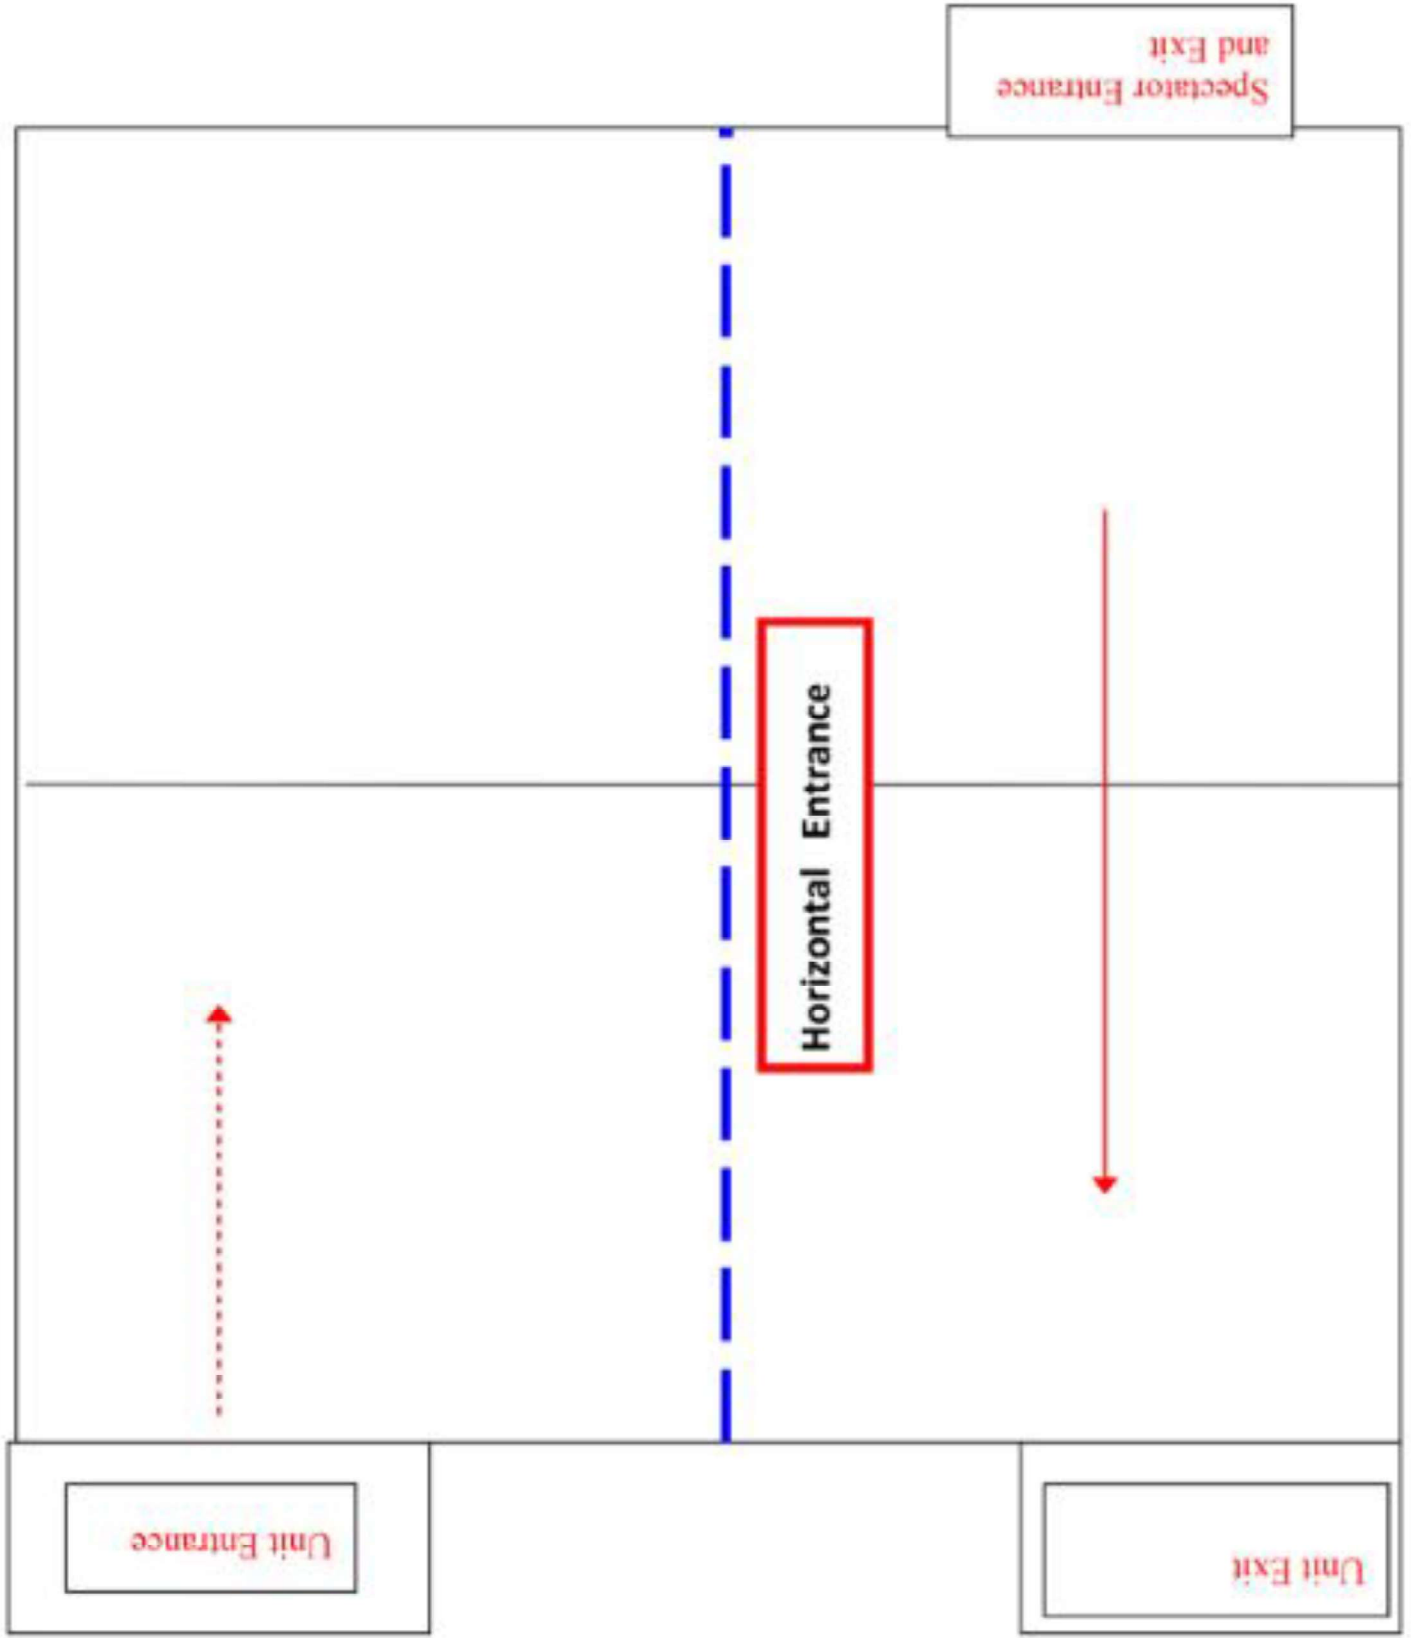 Spectator Entrance
and Exit
Horizontal Entrance
Unit Entrance
Unit Exit